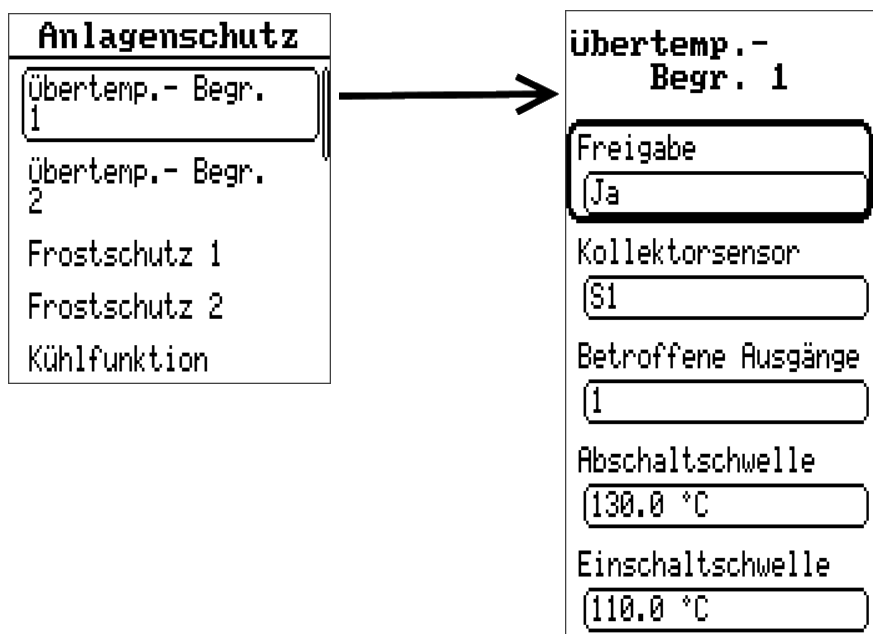 Anlagenschutz
übertemp.- Begr.
1
übertemp.- Begr.
2
Frostschutz 1
Frostschutz 2
Kühlfunktion
übertemp.-
Begr. 1
Freigabe
Ja
Kollektorsensor
S1
Betroffene Ausgänge
1
Abschaltschwelle
130.0 °C
Einschaltschwelle
110.0 °C